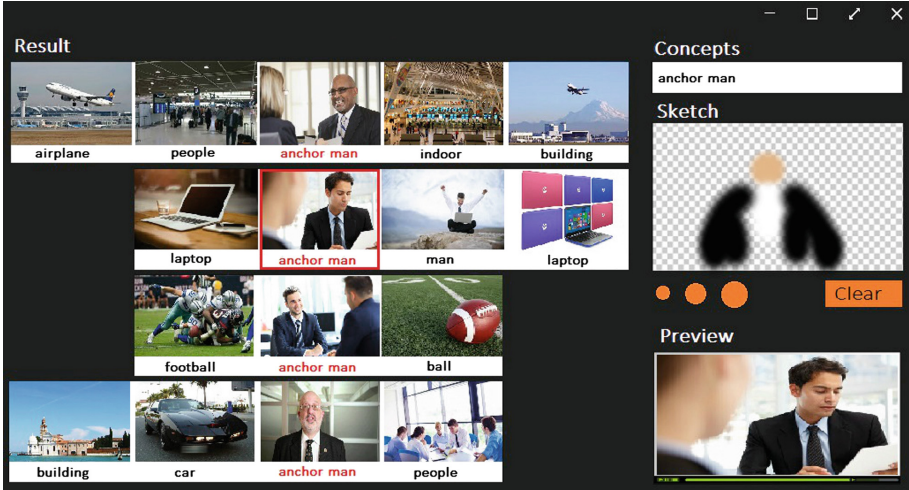 Result
Concepts
anchor man
Sketch
airplane
people
anchor man
indoor
building
laptop
anchor man
man
laptop
Clear
football
anchor man
ball
Preview
building
car
anchor man
people